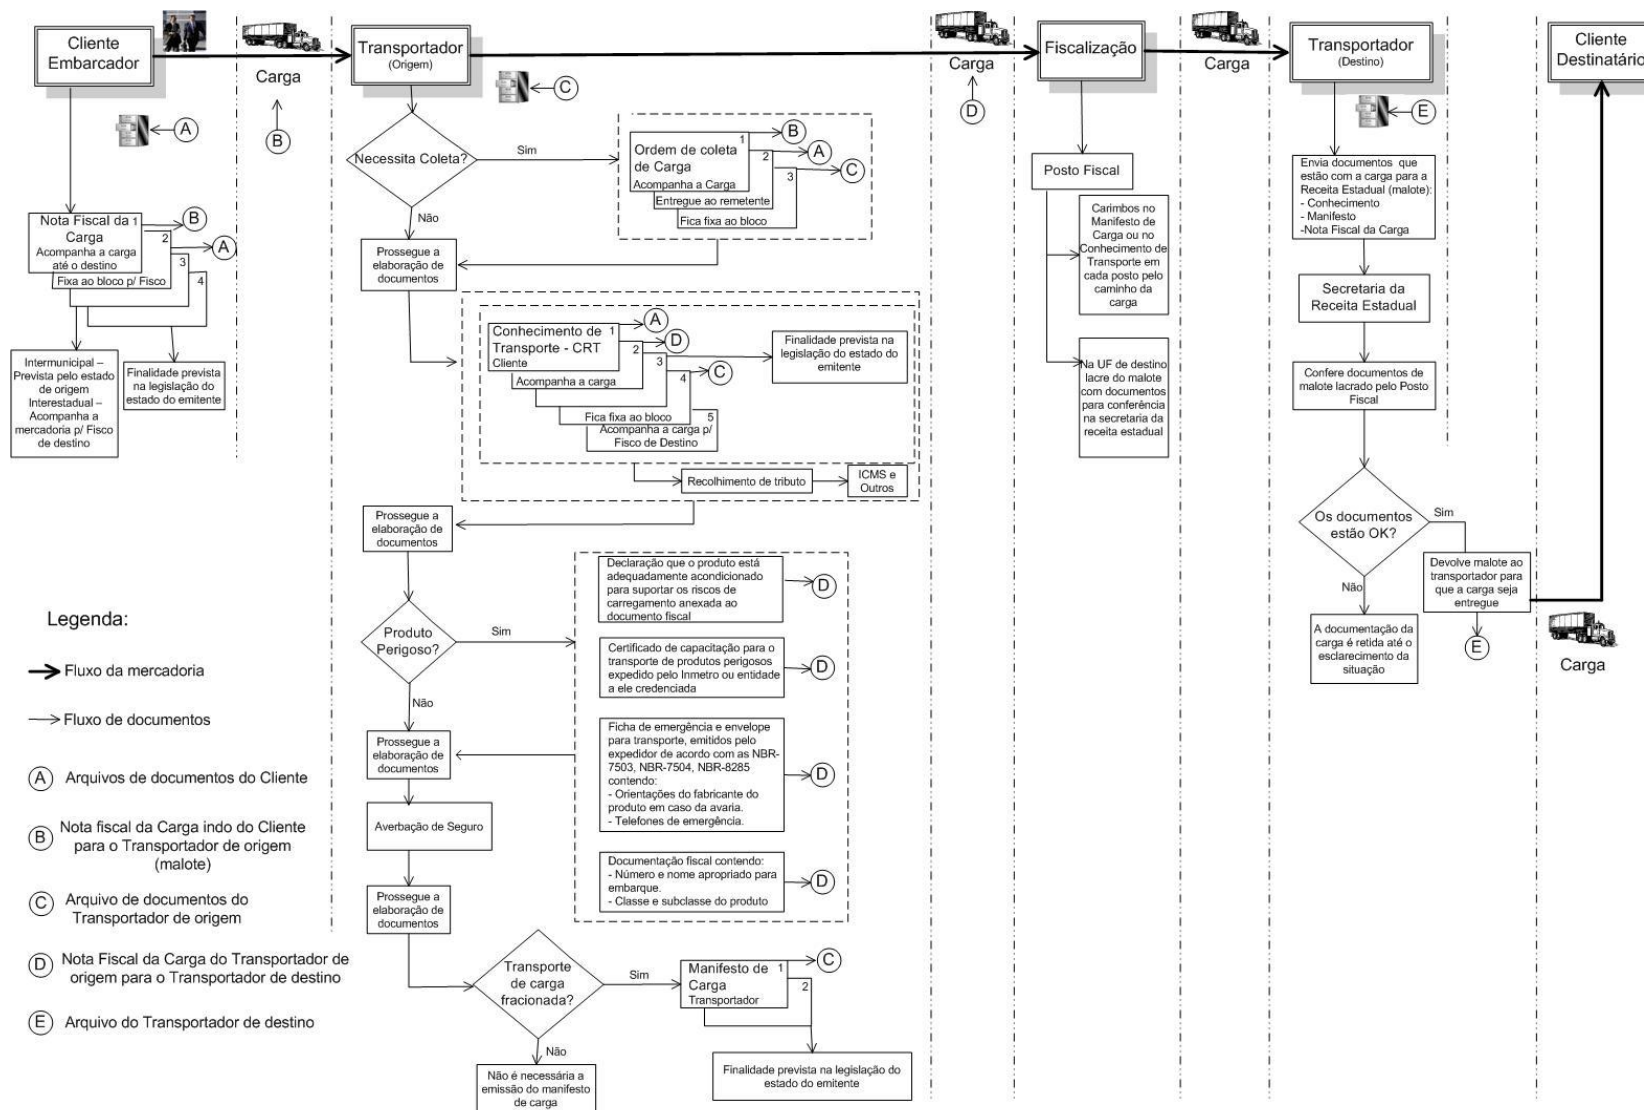 Cliente
Embarcador
Carga
Transportador
(Origem)
Carga
Fiscalização
Carga
Transportador
(Destino)
Cliente
Destinatário
A
B
C
D
E
Nota Fiscal da 1
Carga
Acompanha a carga
até o destino
2
Fixa ao bloco p/ Fisco
3
4
B
A
Intermunicipal –
Prevista pelo estado
de origem
Interestadual –
Acompanha a
mercadoria p/ Fisco
de destino
Finalidade prevista
na legislação do
estado do emitente
Necessita Coleta?
Sim
Não
1
Ordem de coleta
de Carga
Acompanha a Carga
2
Entregue ao remetente
3
Fica fixa ao bloco
B
A
C
Prossegue a
elaboração de
documentos
Conhecimento de 1
Transporte - CRT
Cliente
2
Acompanha a carga
3
4
Fica fixa ao bloco
5
Acompanha a carga p/
Fisco de Destino
A
D
C
Finalidade prevista na
legislação do estado do
emitente
Recolhimento de tributo
ICMS e
Outros
Prossegue a
elaboração de
documentos
Produto
Perigoso?
Sim
Não
Declaração que o produto está
adequadamente acondicionado
para suportar os riscos de
carregamento anexada ao
documento fiscal
D
Certificado de capacitação para o
transporte de produtos perigosos
expedido pelo Inmetro ou entidade
a ele credenciada
D
Ficha de emergência e envelope
para transporte, emitidos pelo
expedidor de acordo com as NBR-
7503, NBR-7504, NBR-8285
contendo:
- Orientações do fabricante do
produto em caso da avaria.
- Telefones de emergência.
D
Documentação fiscal contendo:
- Número e nome apropriado para
embarque.
- Classe e subclasse do produto
D
Prossegue a
elaboração de
documentos
Averbação de Seguro
Prossegue a
elaboração de
documentos
Transporte
de carga
fracionada?
Sim
Não
Manifesto de 1
Carga
Transportador
2
C
Finalidade prevista na legislação do
estado do emitente
Não é necessária a
emissão do manifesto
de carga
Posto Fiscal
Carimbos no
Manifesto de
Carga ou no
Conhecimento de
Transporte em
cada posto pelo
caminho da
carga
Na UF de destino
lacre do malote
com documentos
para conferência
na secretaria da
receita estadual
Envia documentos que
estão com a carga para a
Receita Estadual (malote):
- Conhecimento
- Manifesto
-Nota Fiscal da Carga
Secretaria da
Receita Estadual
Confere documentos de
malote lacrado pelo Posto
Fiscal
Os documentos
estão OK?
Sim
Não
Devolve malote ao
transportador para
que a carga seja
entregue
E
A documentação da
carga é retida até o
esclarecimento da
situação
Carga
Legenda:
Fluxo da mercadoria
Fluxo de documentos
A Arquivos de documentos do Cliente
B Nota fiscal da Carga indo do Cliente
para o Transportador de origem
(malote)
C Arquivo de documentos do
Transportador de origem
D Nota Fiscal da Carga do Transportador de
origem para o Transportador de destino
E Arquivo do Transportador de destino